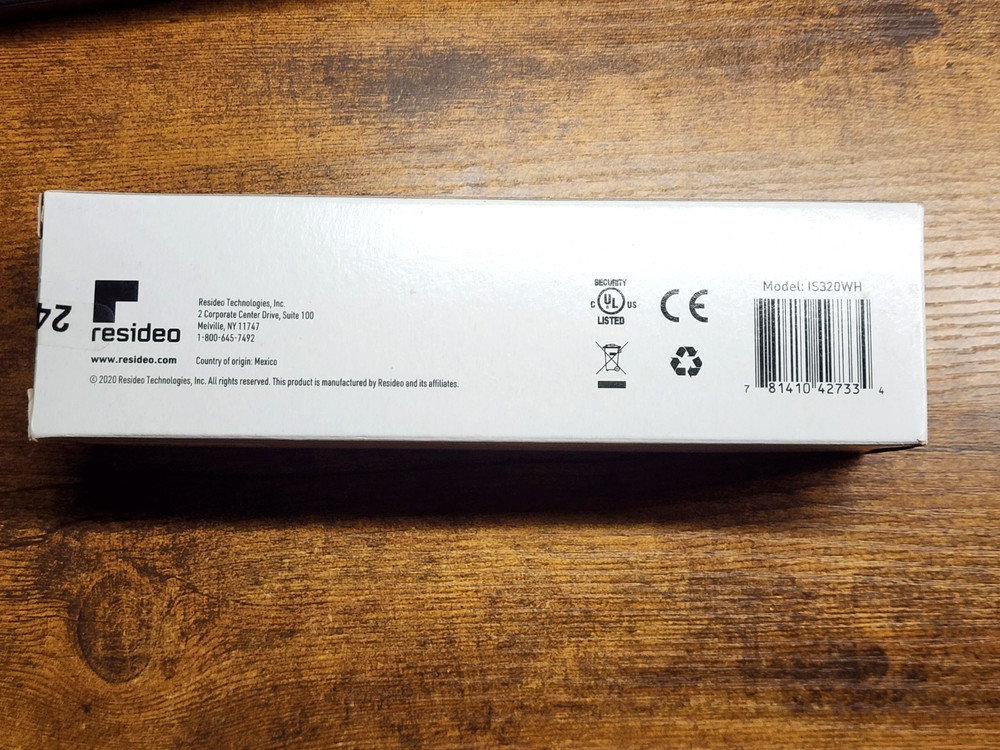 24
resideo
www.resideo.com
Resideo Technologies, Inc.
2 Corporate Center Drive, Suite 100
Melville, NY 11747
1-800-645-7492
Country of origin: Mexico
© 2020 Resideo Technologies, Inc. All rights reserved. This product is manufactured by Resideo and its affiliates.
SECURITY
C UL US
LISTED
CE
Model: IS320WH
7 81410 42733 4